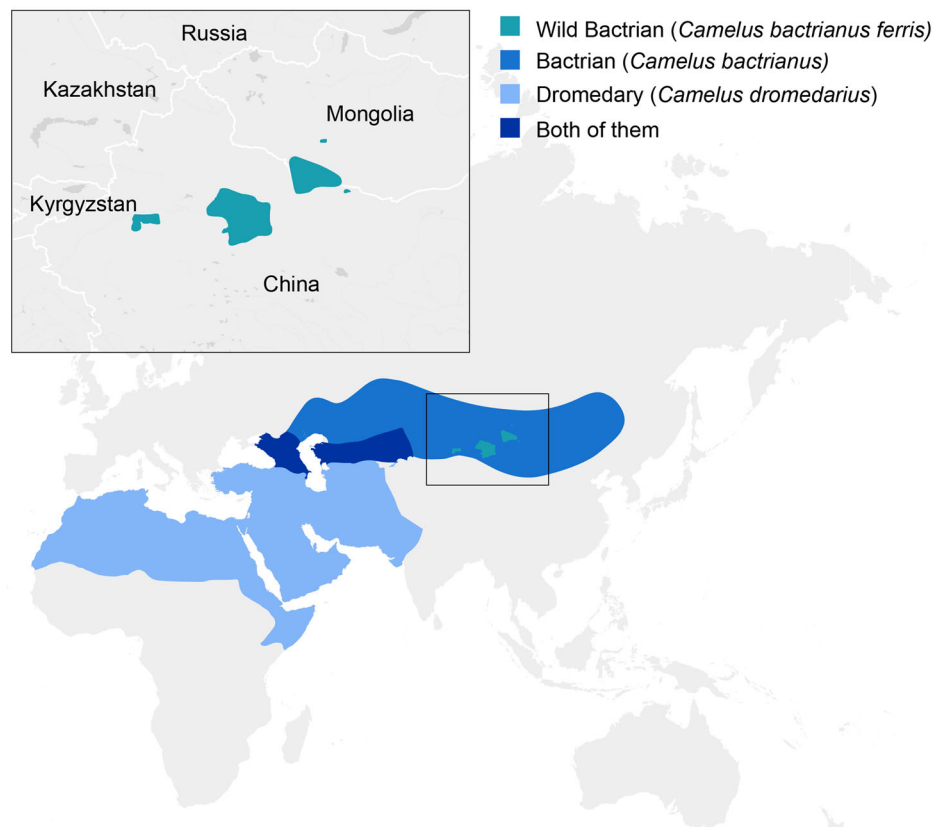 Russia
Kazakhstan
Mongolia
Kyrgyzstan
China
Wild Bactrian (Camelus bactrianus ferris)
Bactrian (Camelus bactrianus)
Dromedary (Camelus dromedarius)
Both of them